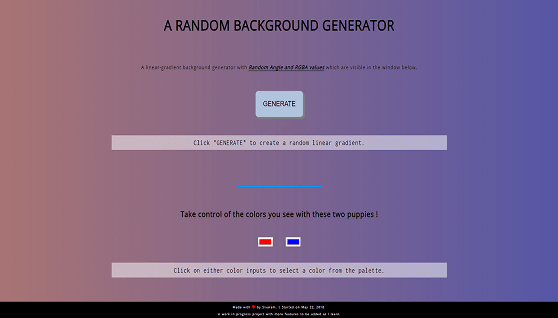 A RANDOM BACKGROUND GENERATOR
A linear-gradient background generator with Random Angle and RGBA values which are visible in the window below.
GENERATE
Click "GENERATE" to create a random linear gradient.
Take control of the colors you see with these two puppies !
Click on either color inputs to select a color from the palette.
Made with ❤ by | Started on May 22, 2018
A work in progress project with more features to be added as I learn.